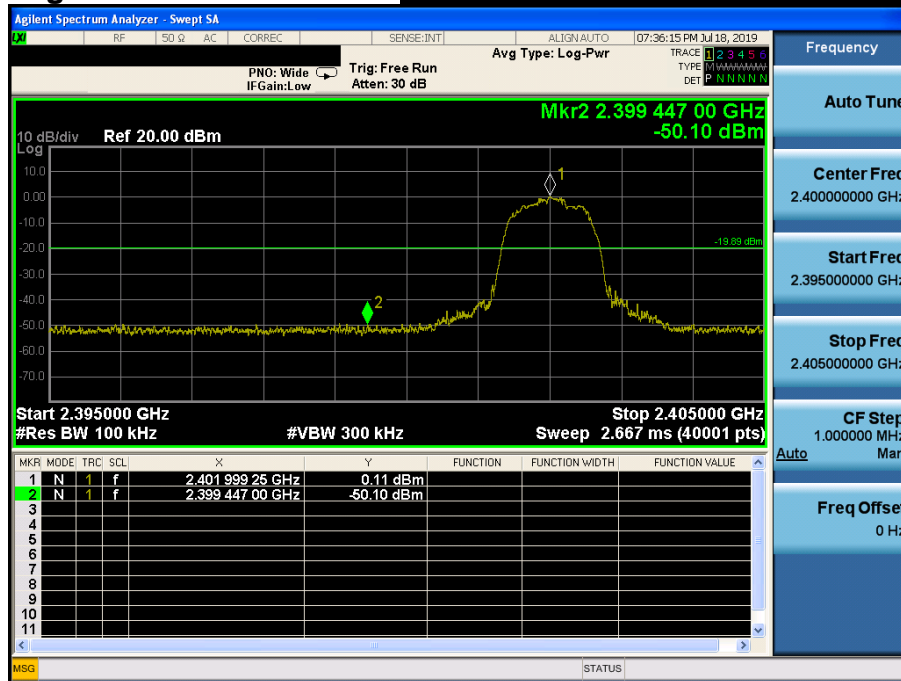 Agilent Spectrum Analyzer - Swept SA
LXI RF 50 Ω AC CORREC SENSE:INT ALIGN AUTO 07:36:15 PM Jul 18, 2019
Avg Type: Log-Pwr TRACE 1 2 3 4 5 6
PNO: Wide Trig: Free Run TYPE M WWWWW
IFGain:Low Atten: 30 dB DET P N N N N N
Mkr2 2.399 447 00 GHz
-50.10 dBm
10 dB/div Ref 20.00 dBm
Log
1
10.0
0.00
-10.0
-20.0
-19.89 dBm
-30.0
-40.0
2
-50.0
-60.0
-70.0
Start 2.395000 GHz Stop 2.405000 GHz
#Res BW 100 kHz #VBW 300 kHz Sweep 2.667 ms (40001 pts)
MKR MODE TRC SCL X Y FUNCTION FUNCTION WIDTH FUNCTION VALUE
1 N 1 f 2.401 999 25 GHz 0.11 dBm
2 N 1 f 2.399 447 00 GHz -50.10 dBm
3
4
5
6
7
8
9
10
11
MSG STATUS
Frequency
Auto Tune
Center Freq
2.400000000 GHz
Start Freq
2.395000000 GHz
Stop Freq
2.405000000 GHz
CF Step
1.000000 MHz
Auto Man
Freq Offset
0 Hz